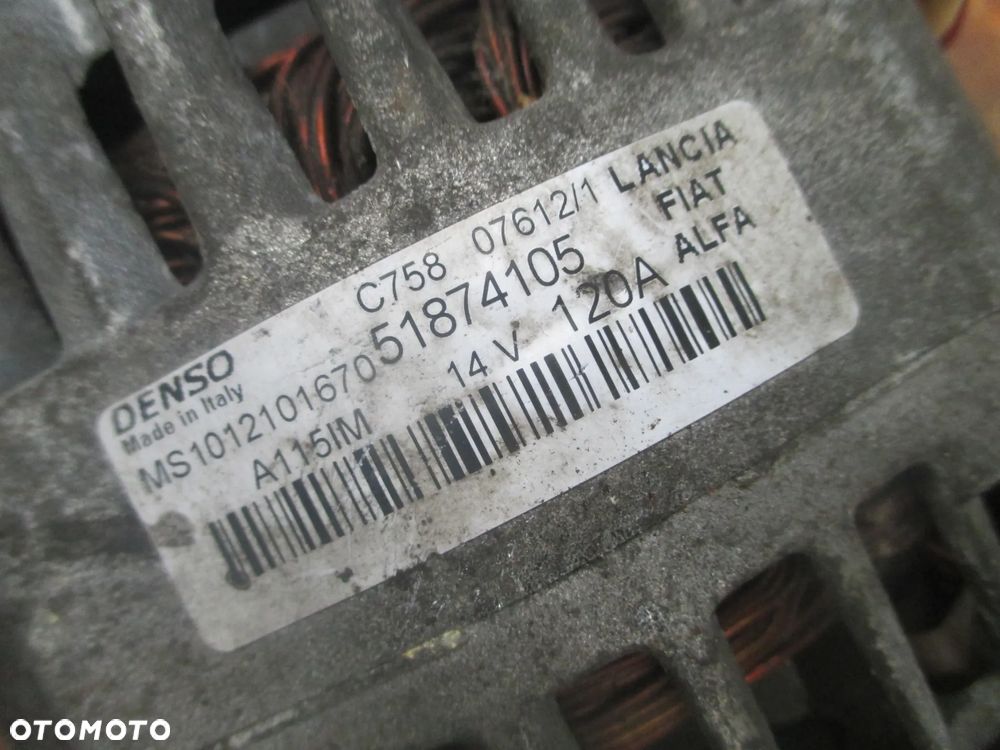 C758 07612/1 LANCIA
DENSO 51874105 FIAT
Made in Italy
MS1012101670 14 V 120A ALFA
A115IM
OTOMOTO